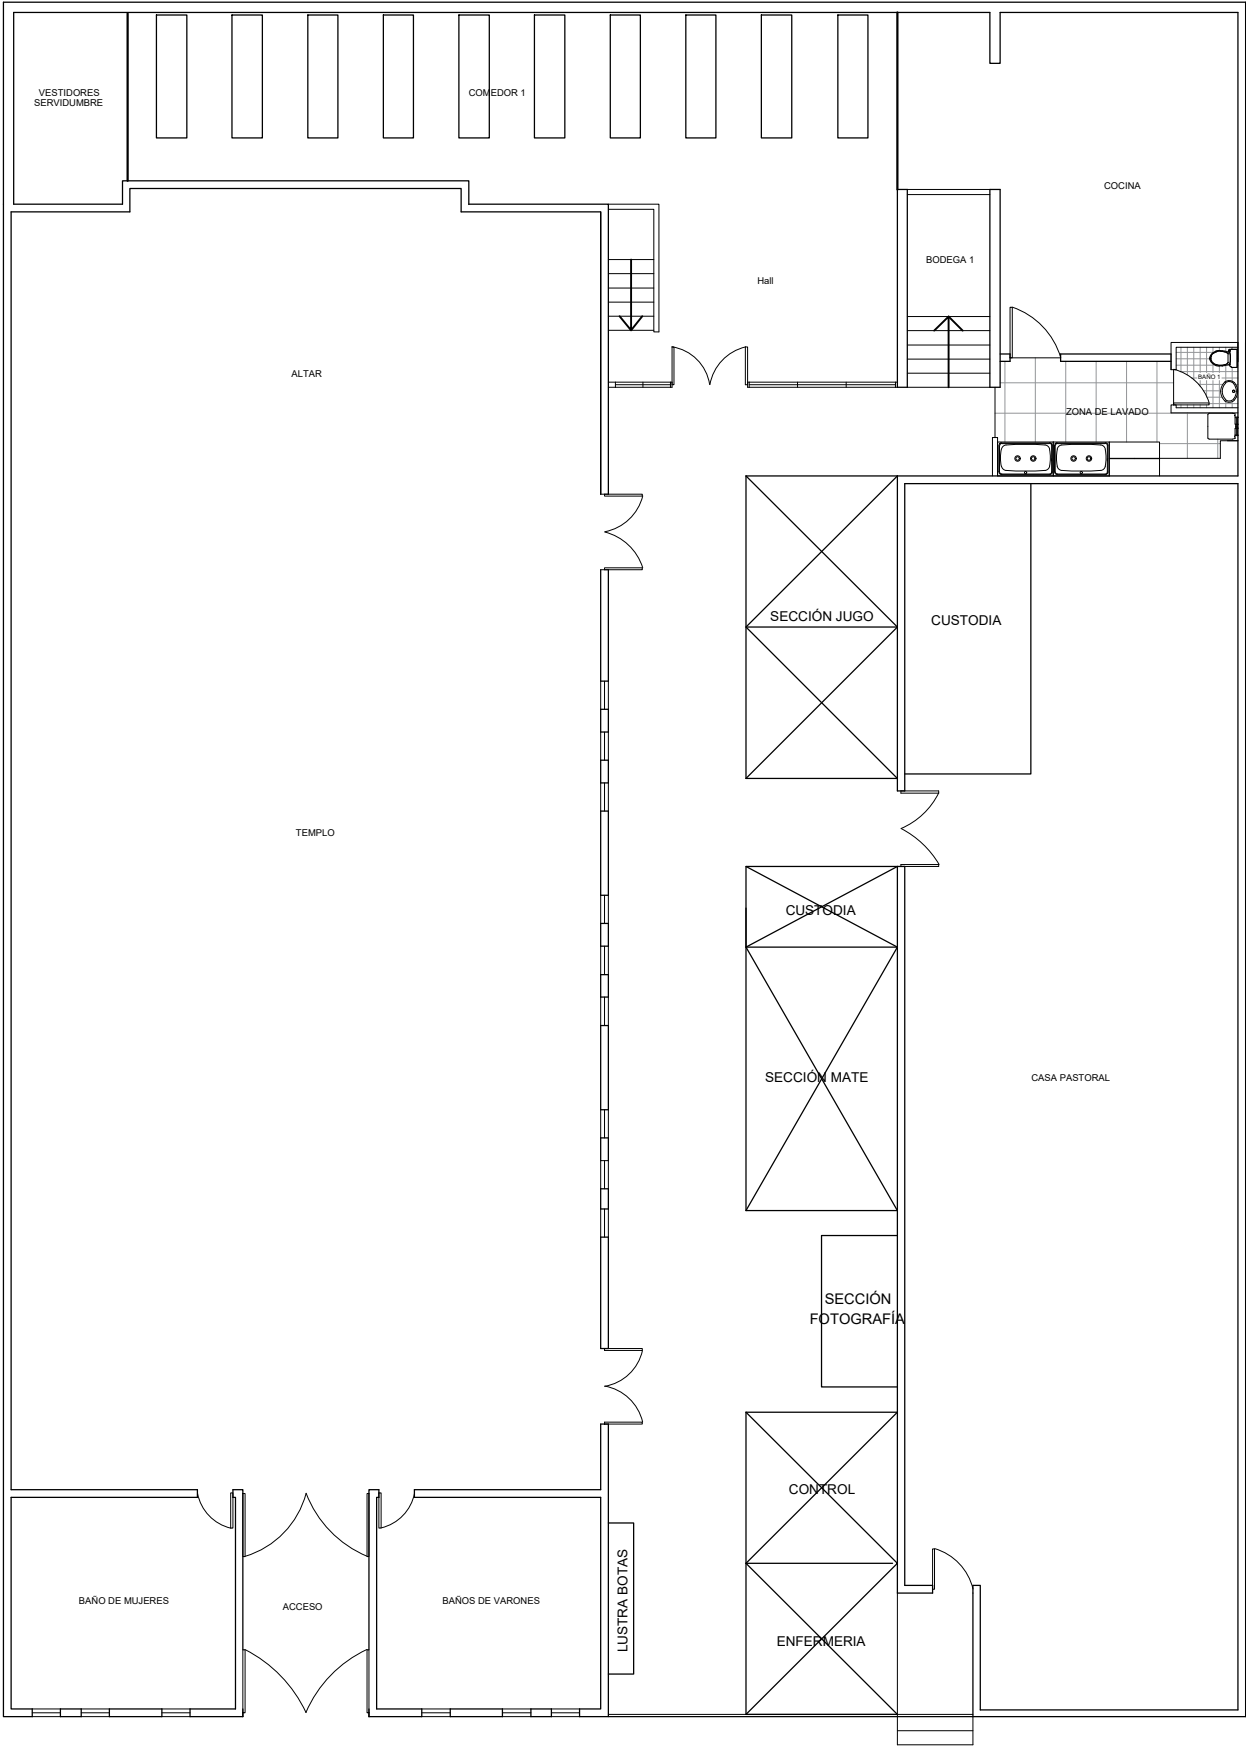 VESTIDORES
SERVIDUMBRE
COMEDOR 1
COCINA
BODEGA 1
Hall
ALTAR
BAÑO 1
ZONA DE LAVADO
SECCIÓN JUGO
CUSTODIA
TEMPLO
CUSTODIA
SECCIÓN MATE
CASA PASTORAL
SECCIÓN
FOTOGRAFÍA
CONTROL
LUSTRA BOTAS
BAÑO DE MUJERES
ACCESO
BAÑOS DE VARONES
ENFERMERIA